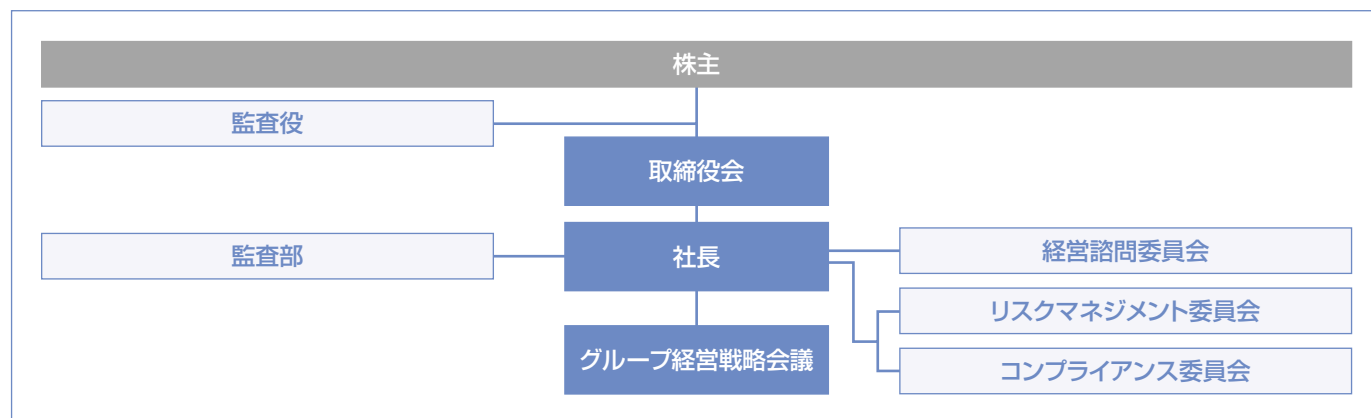 株主
監査役
取締役会
監査部
社長
経営諮問委員会
リスクマネジメント委員会
グループ経営戦略会議
コンプライアンス委員会